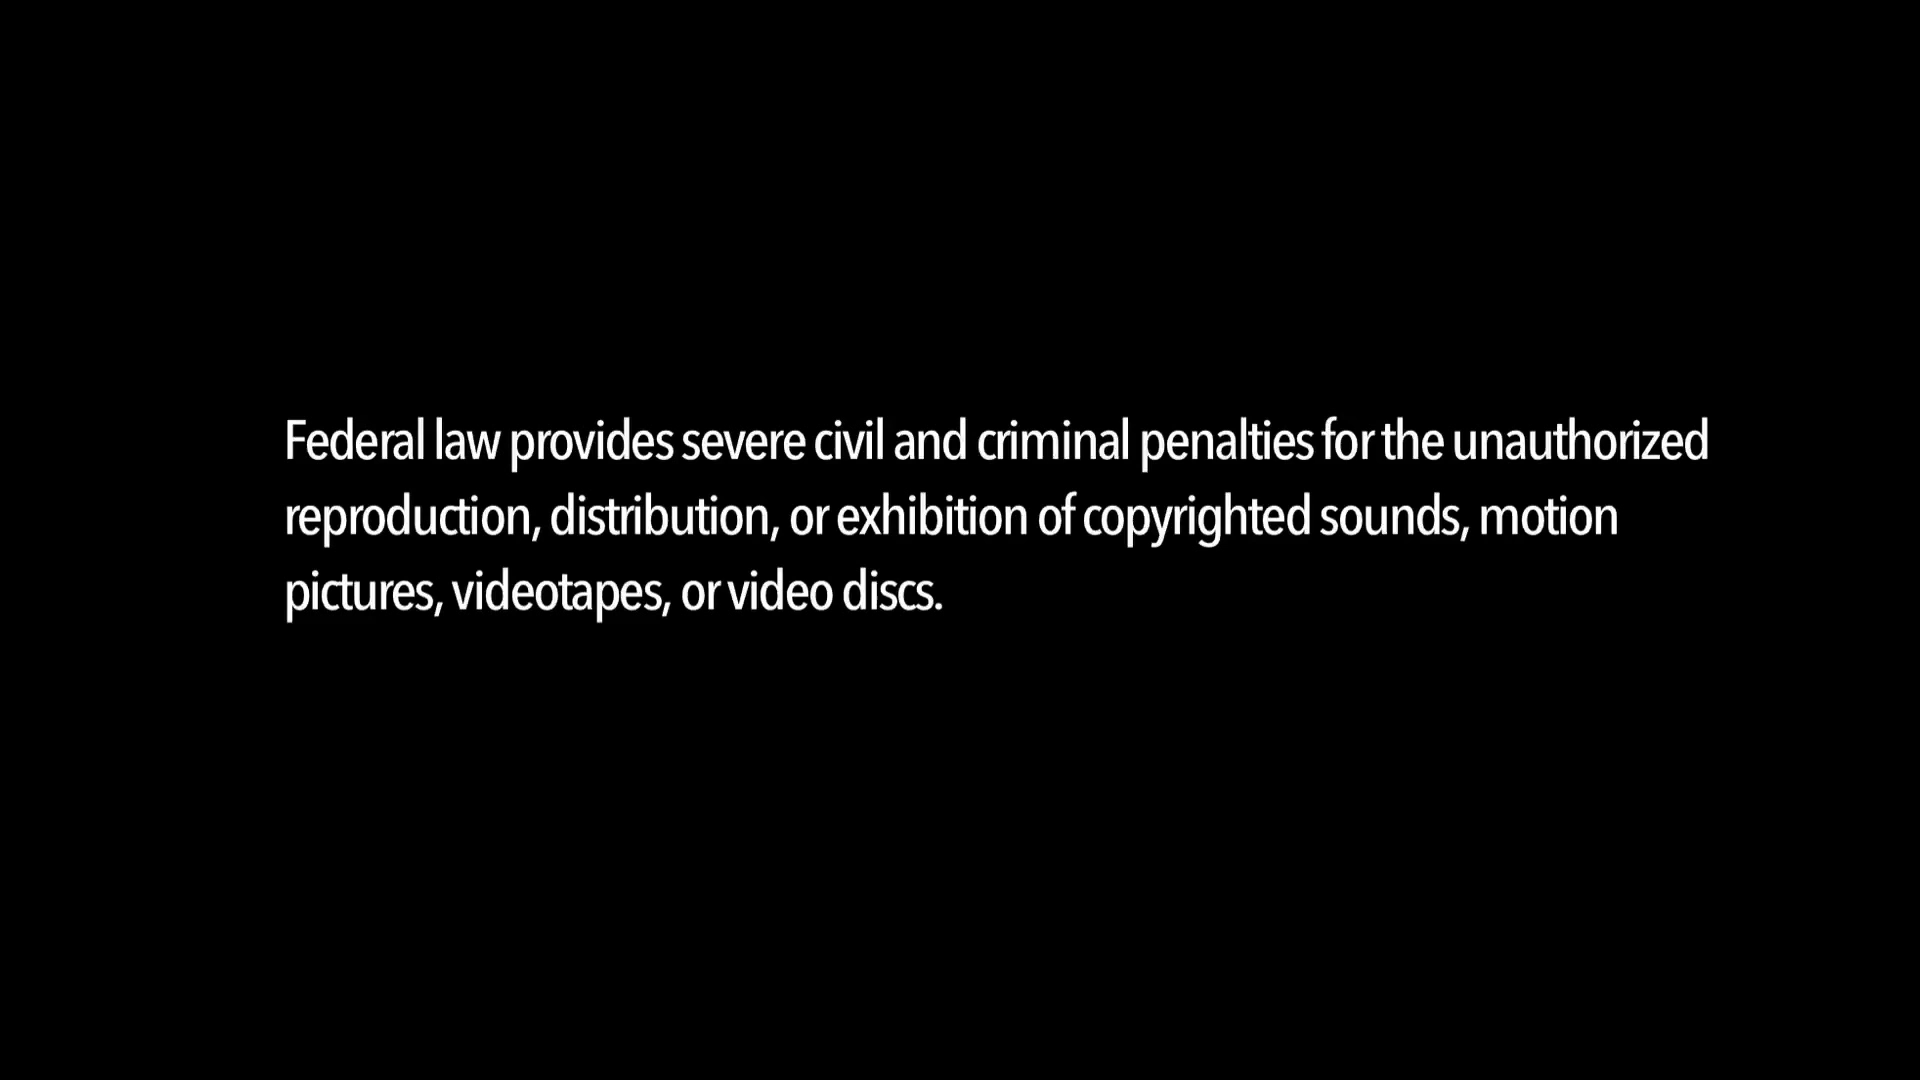 Federal law provides severe civil and criminal penalties for the unauthorized
reproduction, distribution, or exhibition of copyrighted sounds, motion
pictures, videotapes, or video discs.